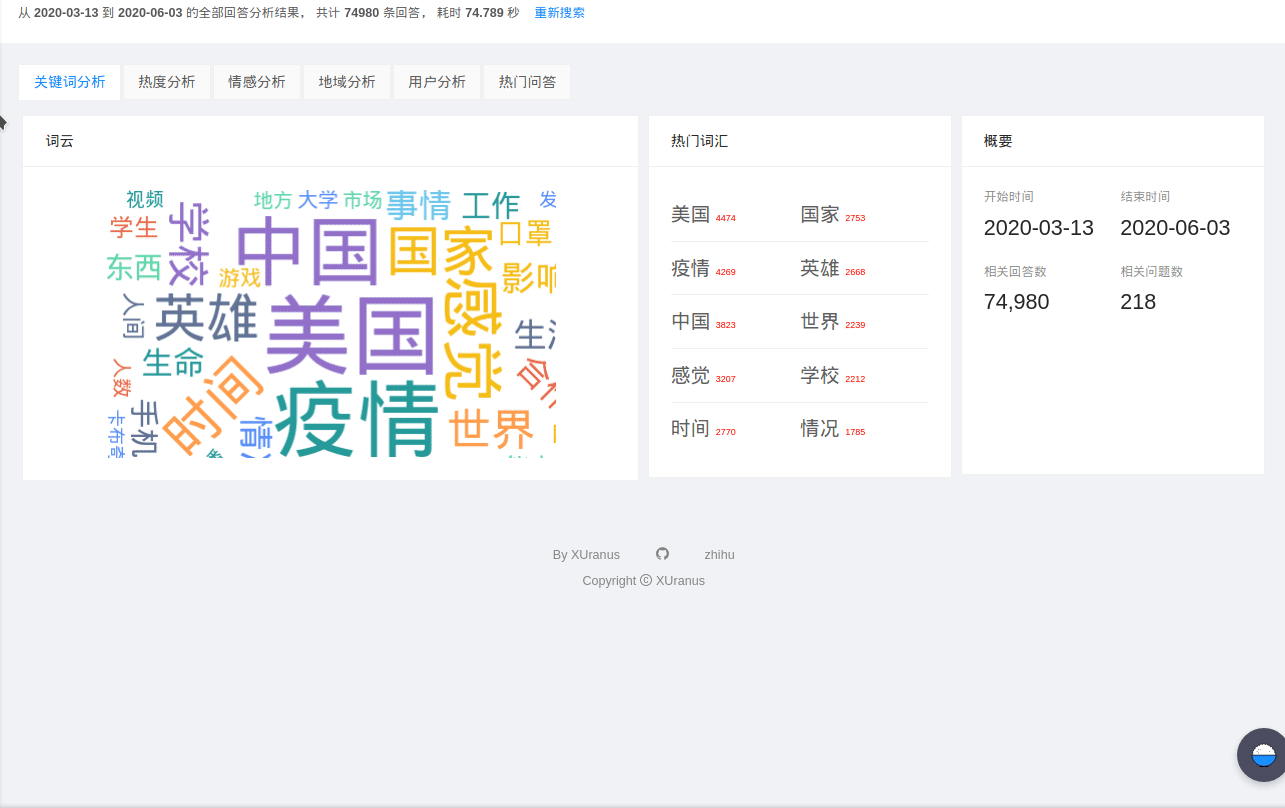 从 2020-03-13 到 2020-06-03 的全部回答分析结果， 共计 74980 条回答， 耗时 74.789 秒 重新搜索
关键词分析 热度分析 情感分析 地域分析 用户分析 热门问答
词云
视频 地方 大学 市场 事情 工作 发
学生 学校 中国 国家 口罩
东西 游戏 影响
人间 英雄 美国 感觉 生活
生命
人数 时间 合作
卡布奇 手机 情况 疫情 世界
热门词汇
美国 4474 国家 2753
疫情 4269 英雄 2668
中国 3823 世界 2239
感觉 3207 学校 2212
时间 2770 情况 1785
概要
开始时间 结束时间
2020-03-13 2020-06-03
相关回答数 相关问题数
74,980 218
By XUranus zhihu
Copyright © XUranus